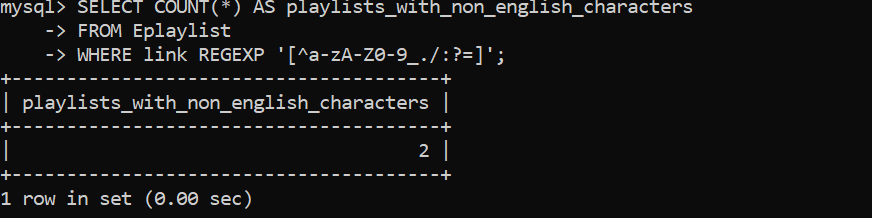 mysql> SELECT COUNT(*) AS playlists_with_non_english_characters
    -> FROM Eplaylist
    -> WHERE link REGEXP '[^a-zA-Z0-9_./:?=]';
+---------------------------------------+
| playlists_with_non_english_characters |
+---------------------------------------+
|                                     2 |
+---------------------------------------+
1 row in set (0.00 sec)